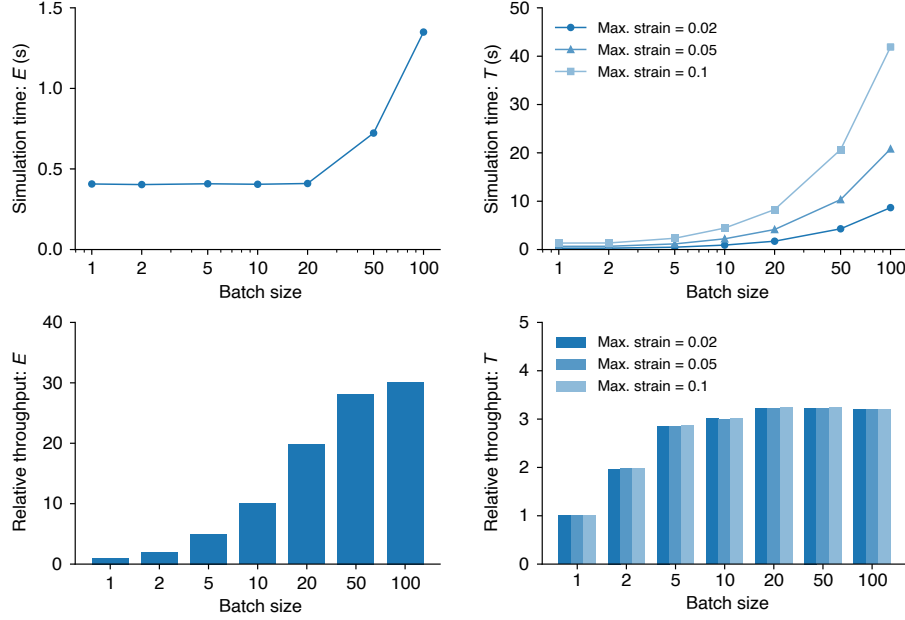 Simulation time: E (s)
1.5
1.0
0.5
0.0
1 2 5 10 20 50 100
Batch size
Simulation time: T (s)
50
40
30
20
10
0
Max. strain = 0.02
Max. strain = 0.05
Max. strain = 0.1
1 2 5 10 20 50 100
Batch size
Relative throughput: E
40
30
20
10
0
1 2 5 10 20 50 100
Batch size
Relative throughput: T
5
4
3
2
1
0
Max. strain = 0.02
Max. strain = 0.05
Max. strain = 0.1
1 2 5 10 20 50 100
Batch size